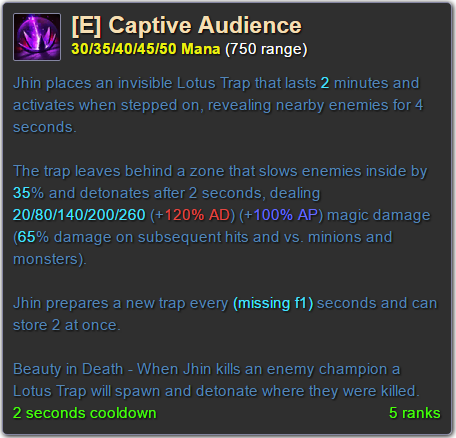 [E] Captive Audience
30/35/40/45/50 Mana (750 range)
Jhin places an invisible Lotus Trap that lasts 2 minutes and
activates when stepped on, revealing nearby enemies for 4
seconds.
The trap leaves behind a zone that slows enemies inside by
35% and detonates after 2 seconds, dealing
20/80/140/200/260 (+120% AD) (+100% AP) magic damage
(65% damage on subsequent hits and vs. minions and
monsters).
Jhin prepares a new trap every (missing f1) seconds and can
store 2 at once.
Beauty in Death - When Jhin kills an enemy champion a
Lotus Trap will spawn and detonate where they were killed.
2 seconds cooldown 5 ranks